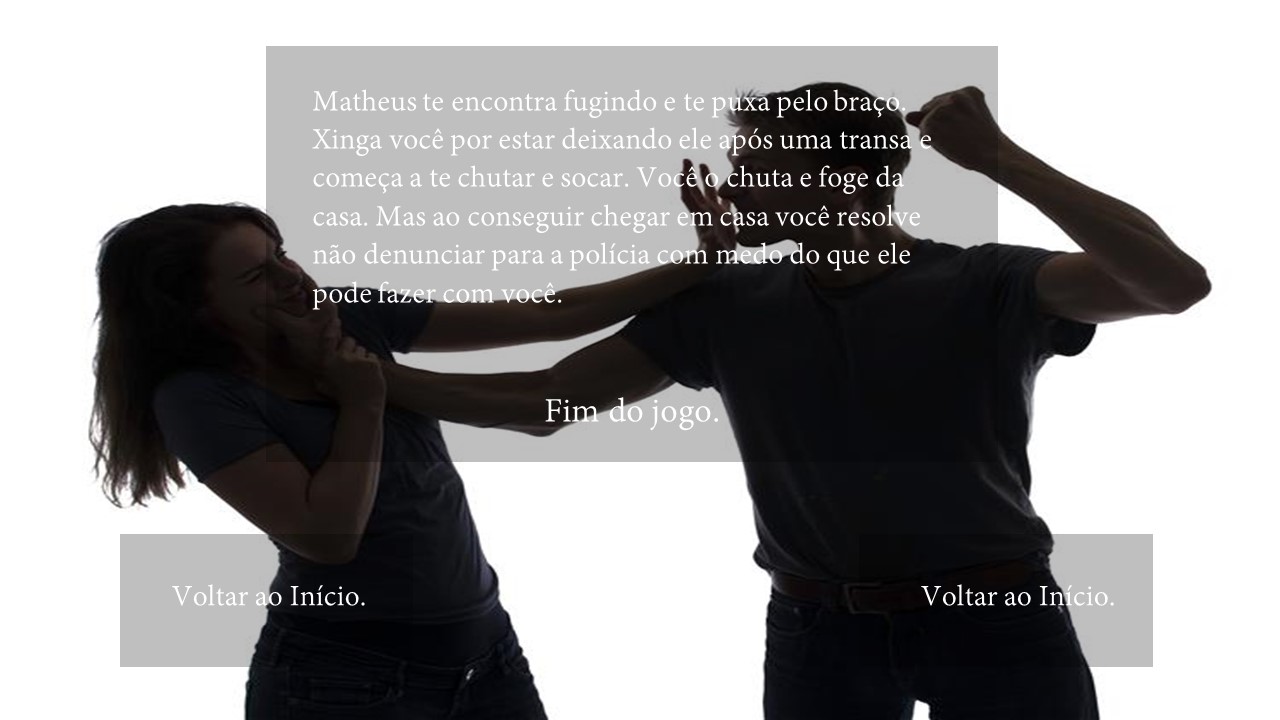 Matheus te encontra fugindo e te puxa pelo braço.
Xinga você por estar deixando ele após uma transa e
começa a te chutar e socar. Você o chuta e foge da
casa. Mas ao conseguir chegar em casa você resolve
não denunciar para a polícia com medo do que ele
pode fazer com você.
Fim do jogo.
Voltar ao Início.
Voltar ao Início.